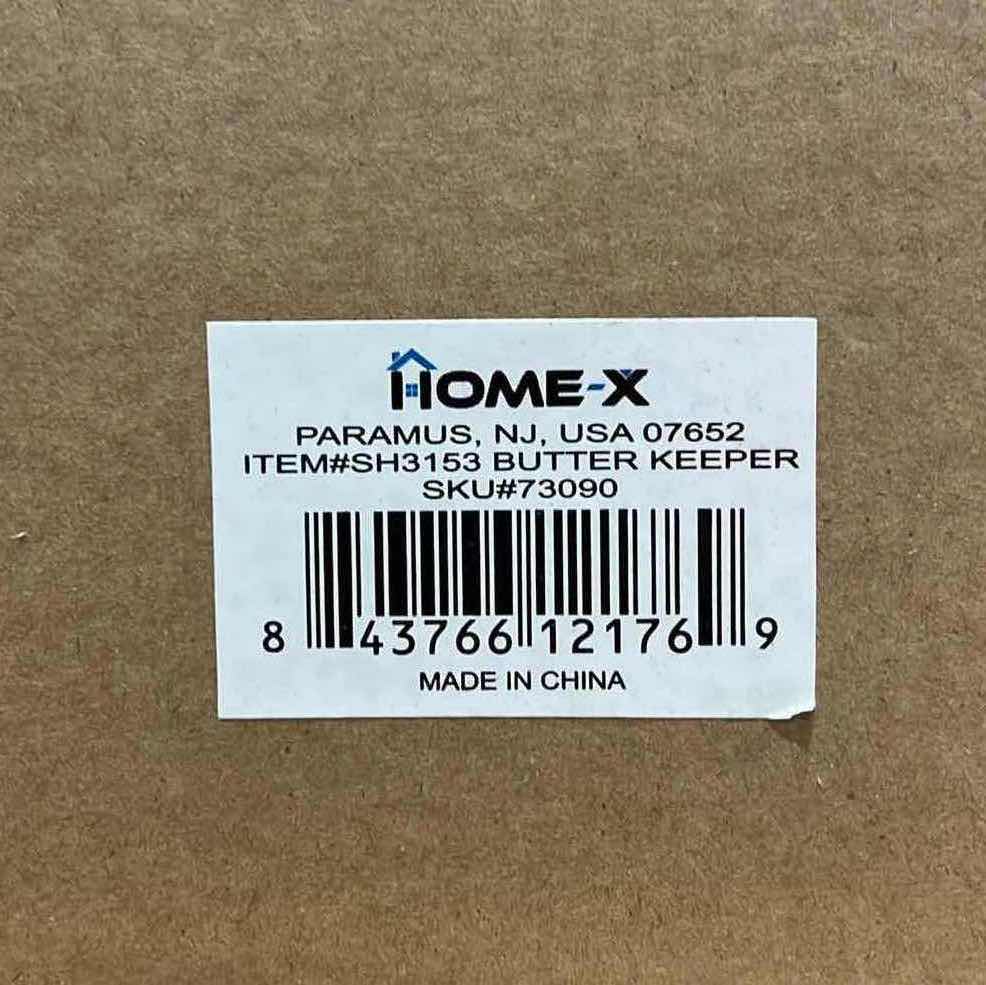 HOME-X
PARAMUS, NJ, USA 07652
ITEM#SH3153 BUTTER KEEPER
SKU#73090
8 43766 12176 9
MADE IN CHINA